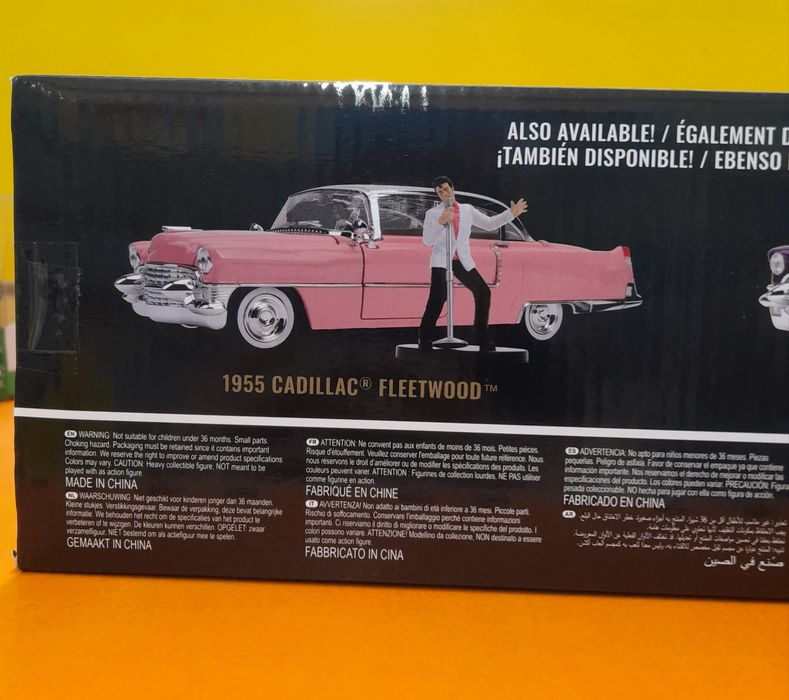 ALSO AVAILABLE! / ÉGALEMENT D
¡TAMBIÉN DISPONIBLE! / EBENSO
1955 CADILLAC® FLEETWOOD™
EN WARNING: Not suitable for children under 36 months. Small parts.
Choking hazard. Packaging must be retained since it contains important
information. We reserve the right to improve or amend product specifications.
Colors may vary. CAUTION: Heavy collectible figure, NOT meant to be
played with as action figure.
MADE IN CHINA
NL WAARSCHUWING: Niet geschikt voor kinderen jonger dan 36 maanden.
Kleine stukjes. Verstikkingsgevaar. Bewaar de verpakking, deze bevat belangrijke
informatie. We behouden het recht om de specificaties van het product te
verbeteren of te wijzigen. De kleuren kunnen verschillen. OPGELET: zwaar
verzamelfiguur, NIET bestemd om als actiefiguur mee te spelen.
GEMAAKT IN CHINA
FR ATTENTION: Ne convient pas aux enfants de moins de 36 mois. Petites pièces.
Risque d'étouffement. Veuillez conserver l'emballage pour toute future référence. Nous
nous réservons le droit d'améliorer ou de modifier les spécifications des produits. Les
couleurs peuvent varier. ATTENTION : Figurines de collection lourdes, NE PAS utiliser
comme figurine en action.
FABRIQUÉ EN CHINE
IT AVVERTENZA! Non adatto ai bambini di età inferiore a 36 mesi. Piccole parti.
Rischio di soffocamento. Conservare l'imballaggio perché contiene informazioni
importanti. Ci riserviamo il diritto di migliorare o modificare le specifiche del prodotto. I
colori possono variare. ATTENZIONE! Modellino da collezione, NON destinato a essere
usato come action figure.
FABBRICATO IN CINA
ES ADVERTENCIA: No apto para niños menores de 36 meses. Piezas
pequeñas. Peligro de asfixia. Favor de conservar el empaque ya que contiene
información importante. Nos reservamos el derecho de mejorar o modificar las
especificaciones del producto. Los colores pueden variar. PRECAUCIÓN: Figura
pesada coleccionable. NO hecha para jugar con ella como figura de acción.
FABRICADO EN CHINA
AR
صنع في الصين